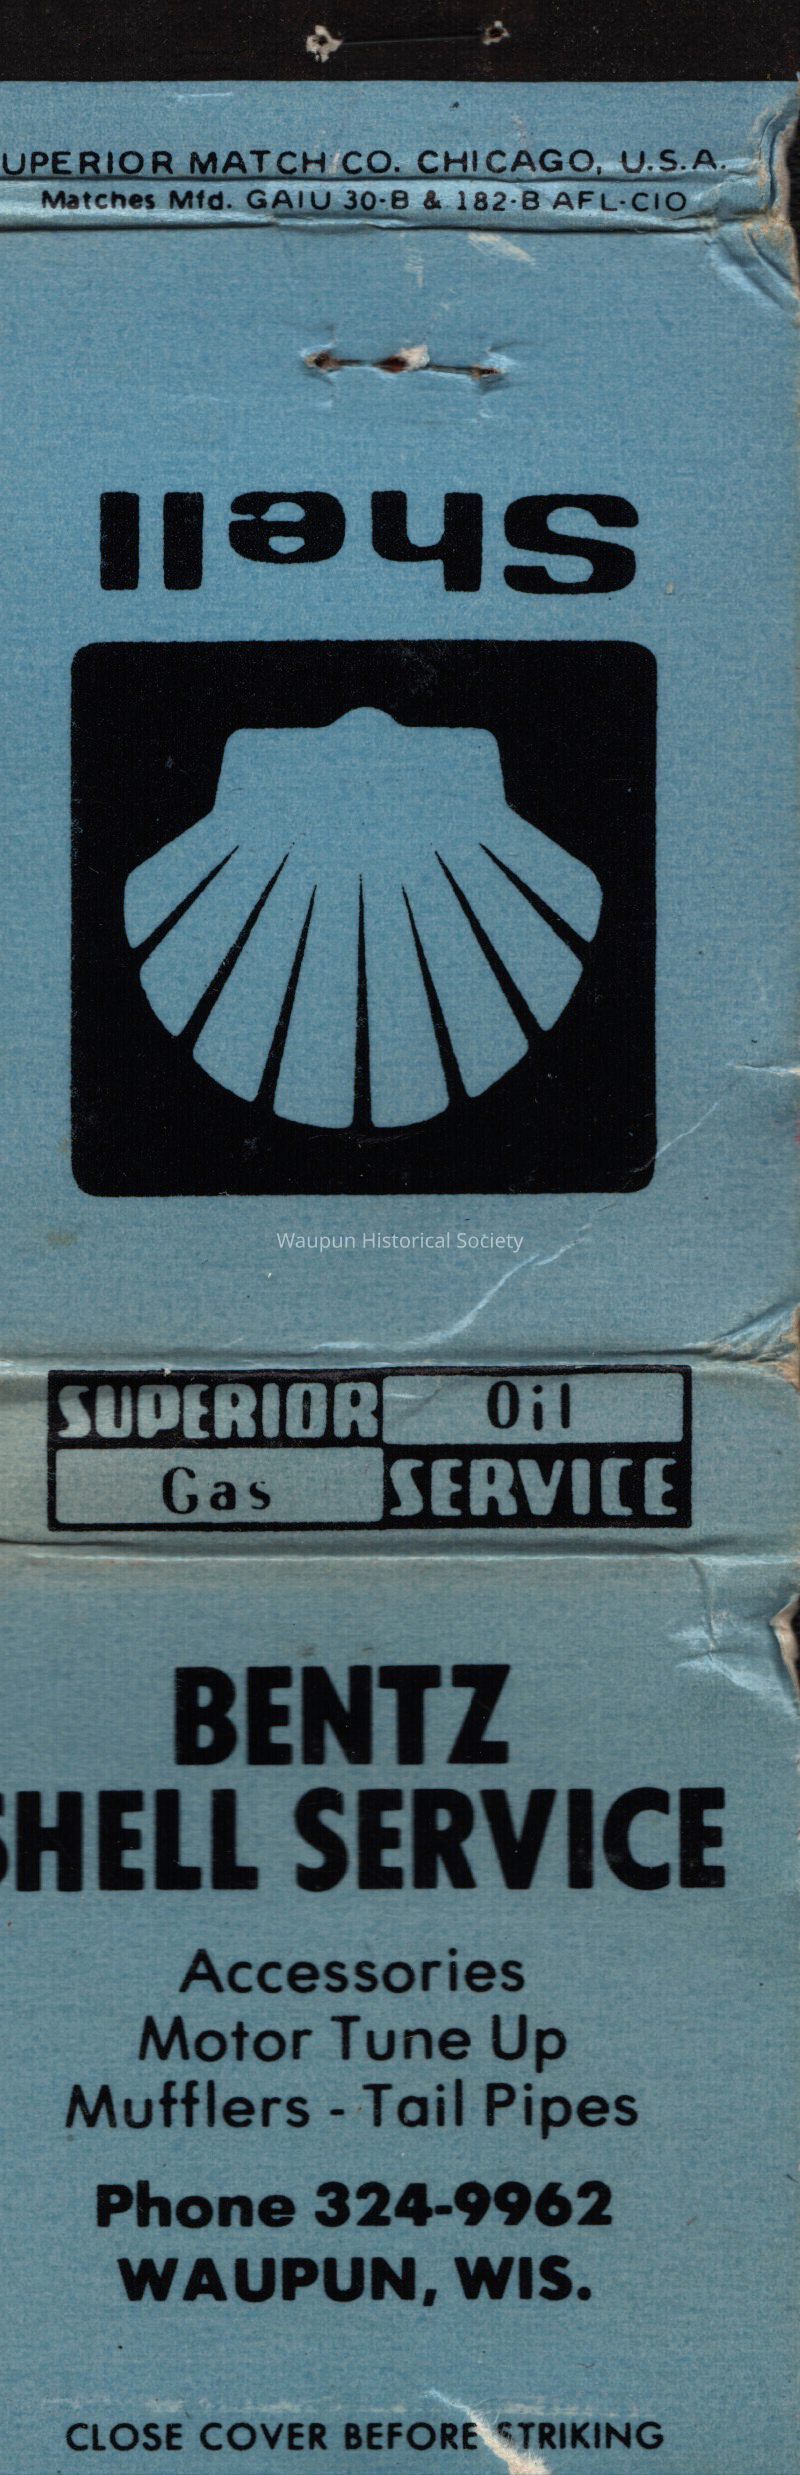 UPERIOR MATCH CO. CHICAGO, U.S.A.
Matches Mfd. GAIU 30-B & 182-B AFL-CIO
Shell
Waupun Historical Society
SUPERIOR Oil
Gas SERVICE
BENTZ
SHELL SERVICE
Accessories
Motor Tune Up
Mufflers - Tail Pipes
Phone 324-9962
WAUPUN, WIS.
CLOSE COVER BEFORE STRIKING